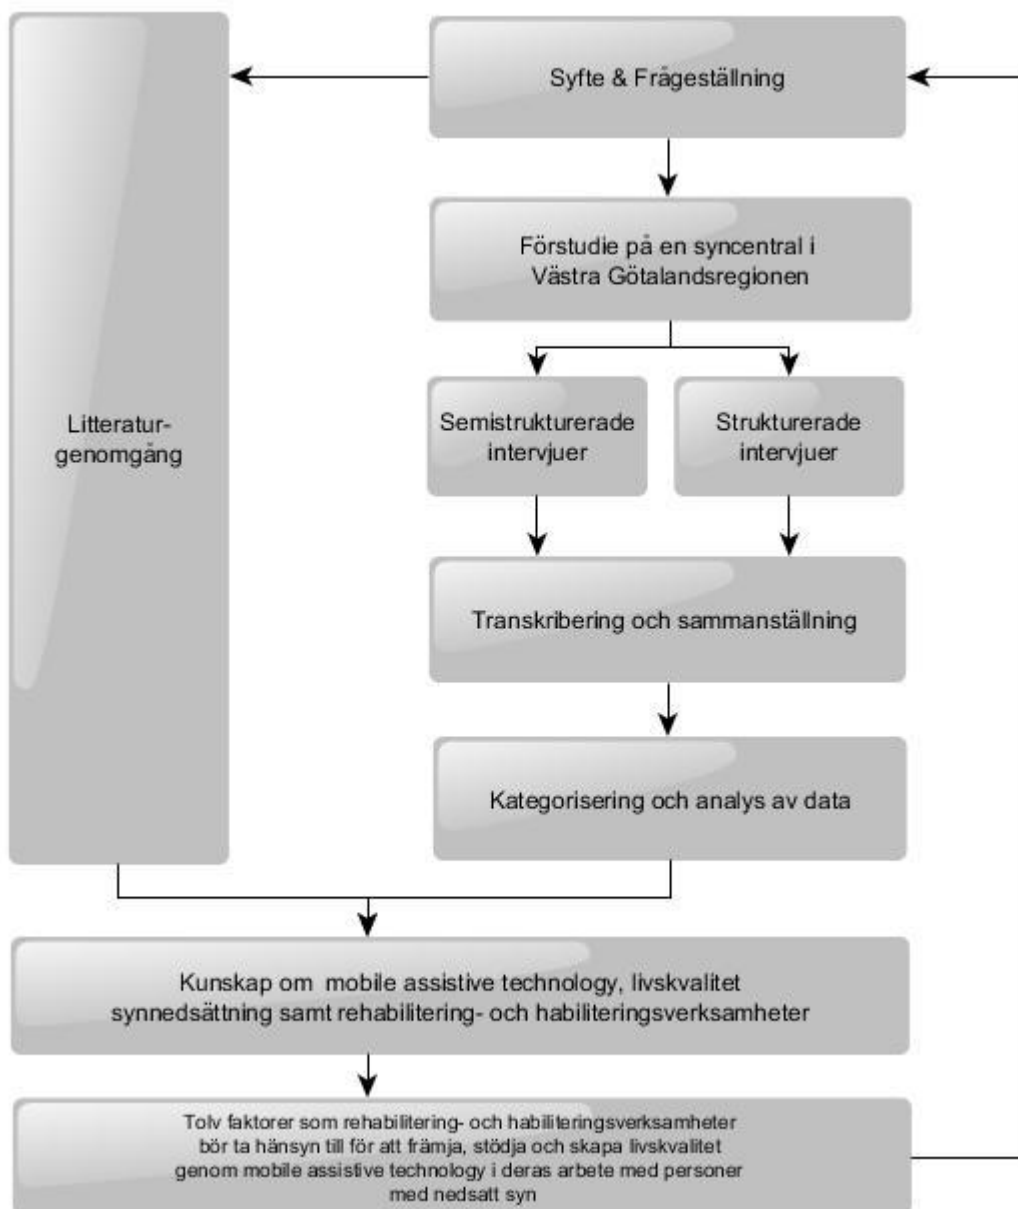 Syfte & Frågeställning
Förstudie på en syncentral i
Västra Götalandsregionen
Litteratur-
genomgång
Semistrukturerade
intervjuer
Strukturerade
intervjuer
Transkribering och sammanställning
Kategorisering och analys av data
Kunskap om mobile assistive technology, livskvalitet
synnedsättning samt rehabilitering- och habiliteringsverksamheter
Tolv faktorer som rehabilitering- och habiliteringsverksamheter
bör ta hänsyn till för att främja, stödja och skapa livskvalitet
genom mobile assistive technology i deras arbete med personer
med nedsatt syn